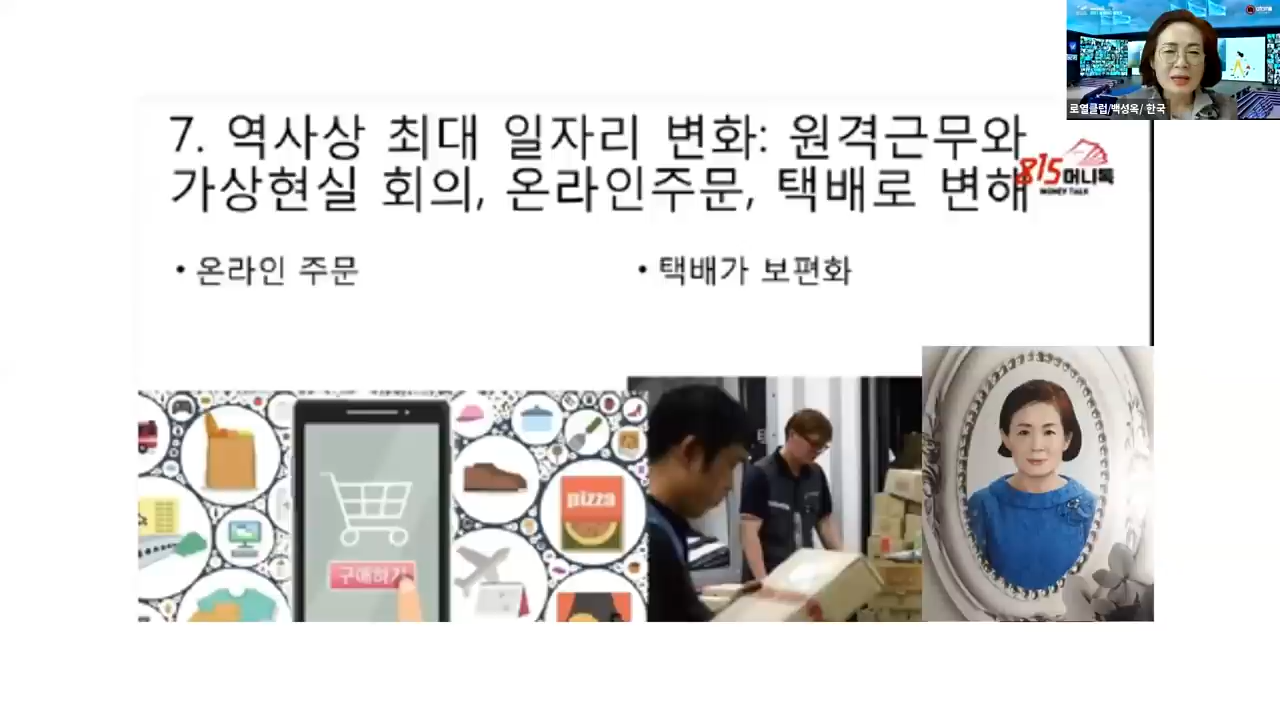 로열클럽/백성옥/ 한국
7. 역사상 최대 일자리 변화: 원격근무와
가상현실 회의, 온라인주문, 택배로 변해
815머니톡
MONEY TALK
• 온라인 주문
• 택배가 보편화
pizza
구매하기